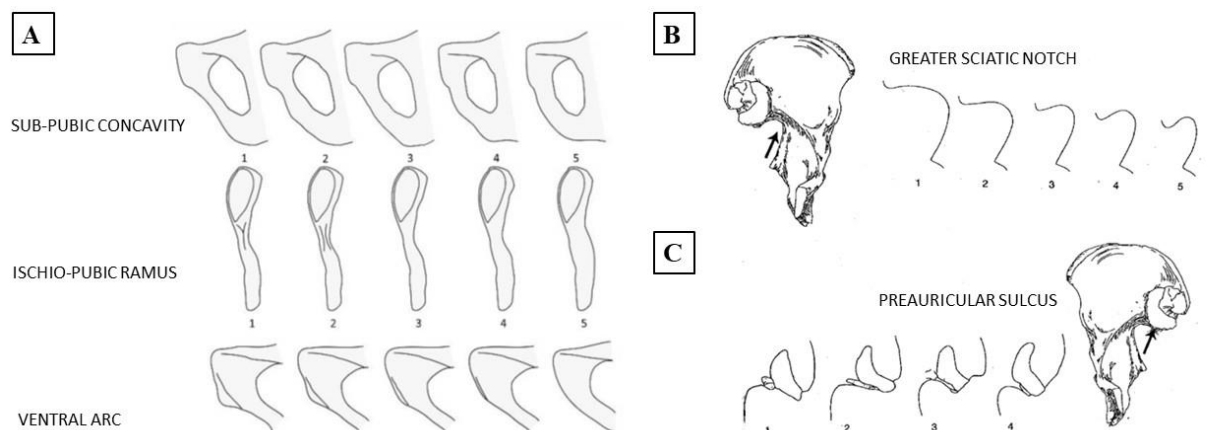 A
SUB-PUBIC CONCAVITY
1 2 3 4 5
ISCHIO-PUBIC RAMUS
1 2 3 4 5
VENTRAL ARC
B
GREATER SCIATIC NOTCH
1 2 3 4 5
C
PREAURICULAR SULCUS
1 2 3 4